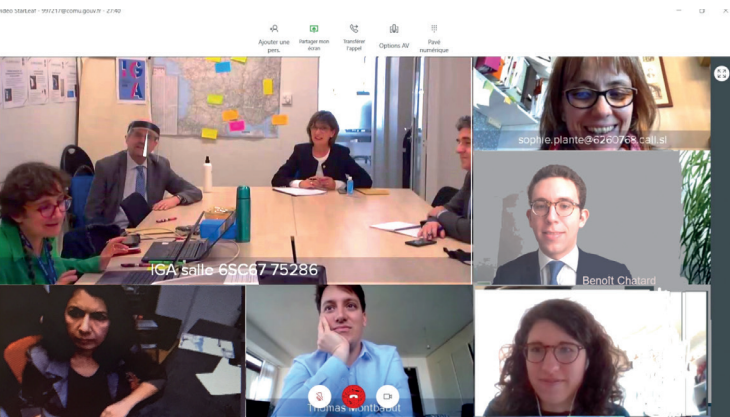 Ajouter une
pers.
Partager mon
écran
Transférer
l'appel
Options AV
Pavé
numérique
sophie.plante@6260768.call.sl
IGA salle 6SC67 75286
Benoît Chatard
Thomas Montbabut